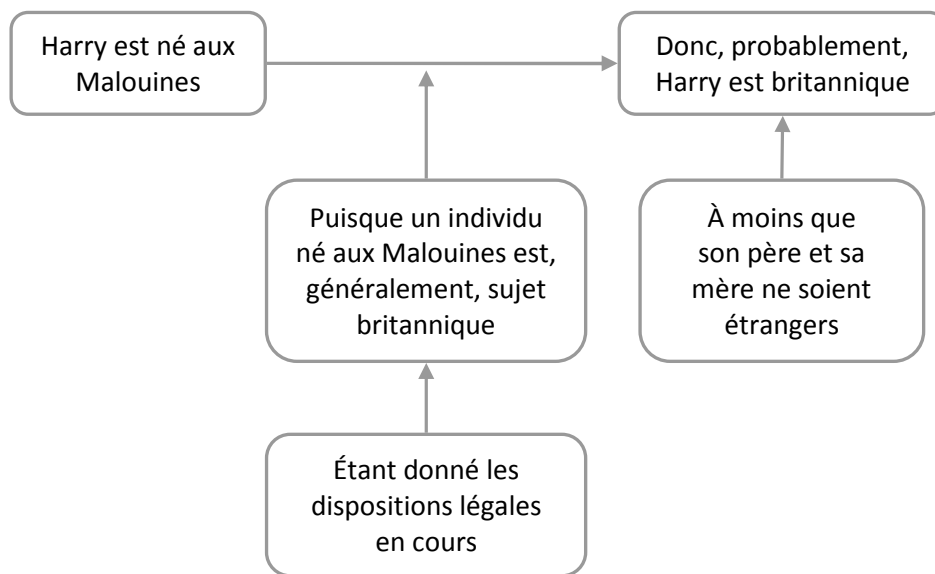 Harry est né aux
Malouines
Donc, probablement,
Harry est britannique
Puisque un individu
né aux Malouines est,
généralement, sujet
britannique
À moins que
son père et sa
mère ne soient
étrangers
Étant donné les
dispositions légales
en cours